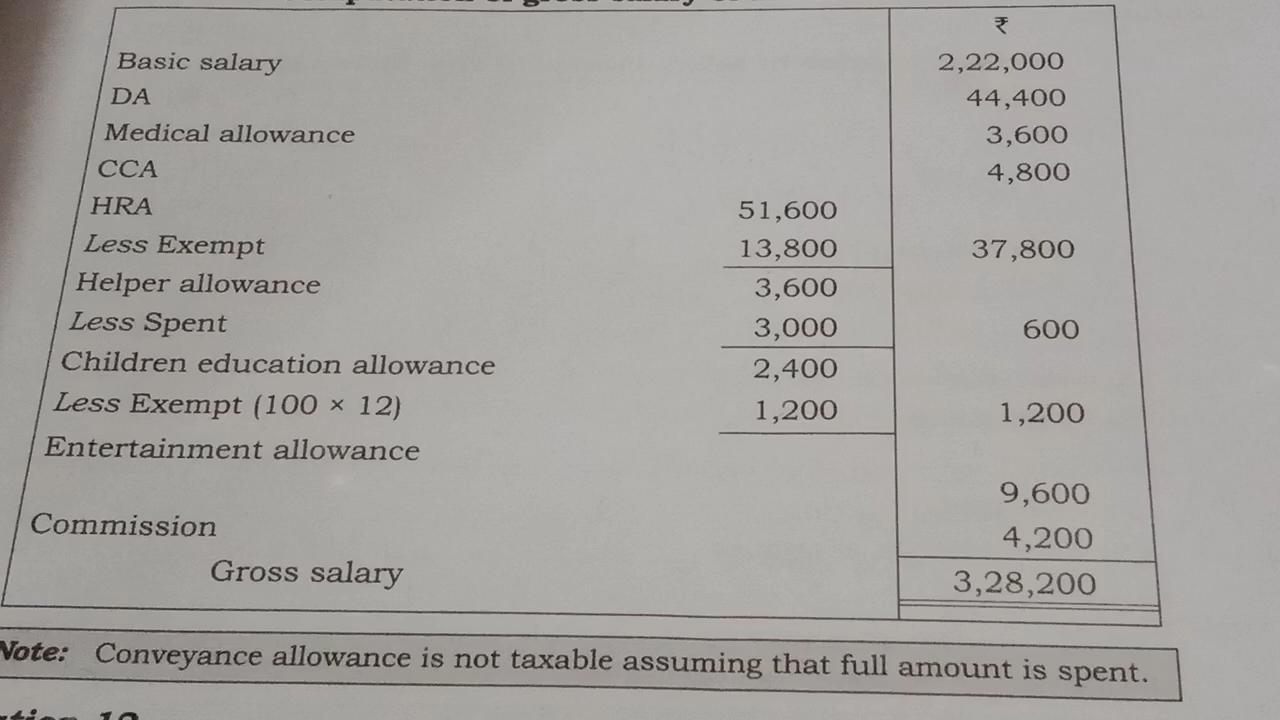 gross salary
₹
Basic salary 2,22,000
DA 44,400
Medical allowance 3,600
CCA 4,800
HRA 51,600
Less Exempt 13,800 37,800
Helper allowance 3,600
Less Spent 3,000 600
Children education allowance 2,400
Less Exempt (100 × 12) 1,200 1,200
Entertainment allowance
9,600
Commission 4,200
Gross salary 3,28,200
Note: Conveyance allowance is not taxable assuming that full amount is spent.